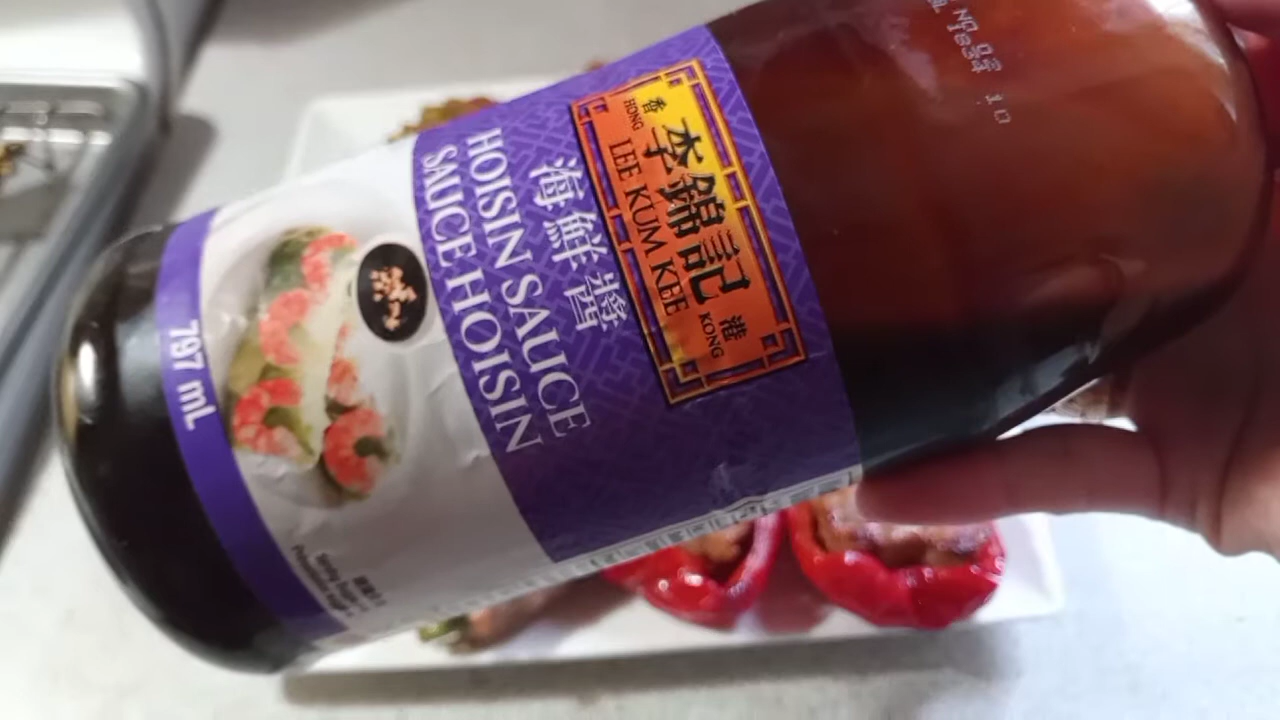 香
HONG
李錦記
LEE KUM KEE
港
KONG
海鮮醬
HOISIN SAUCE
SAUCE HOISIN
797 mL